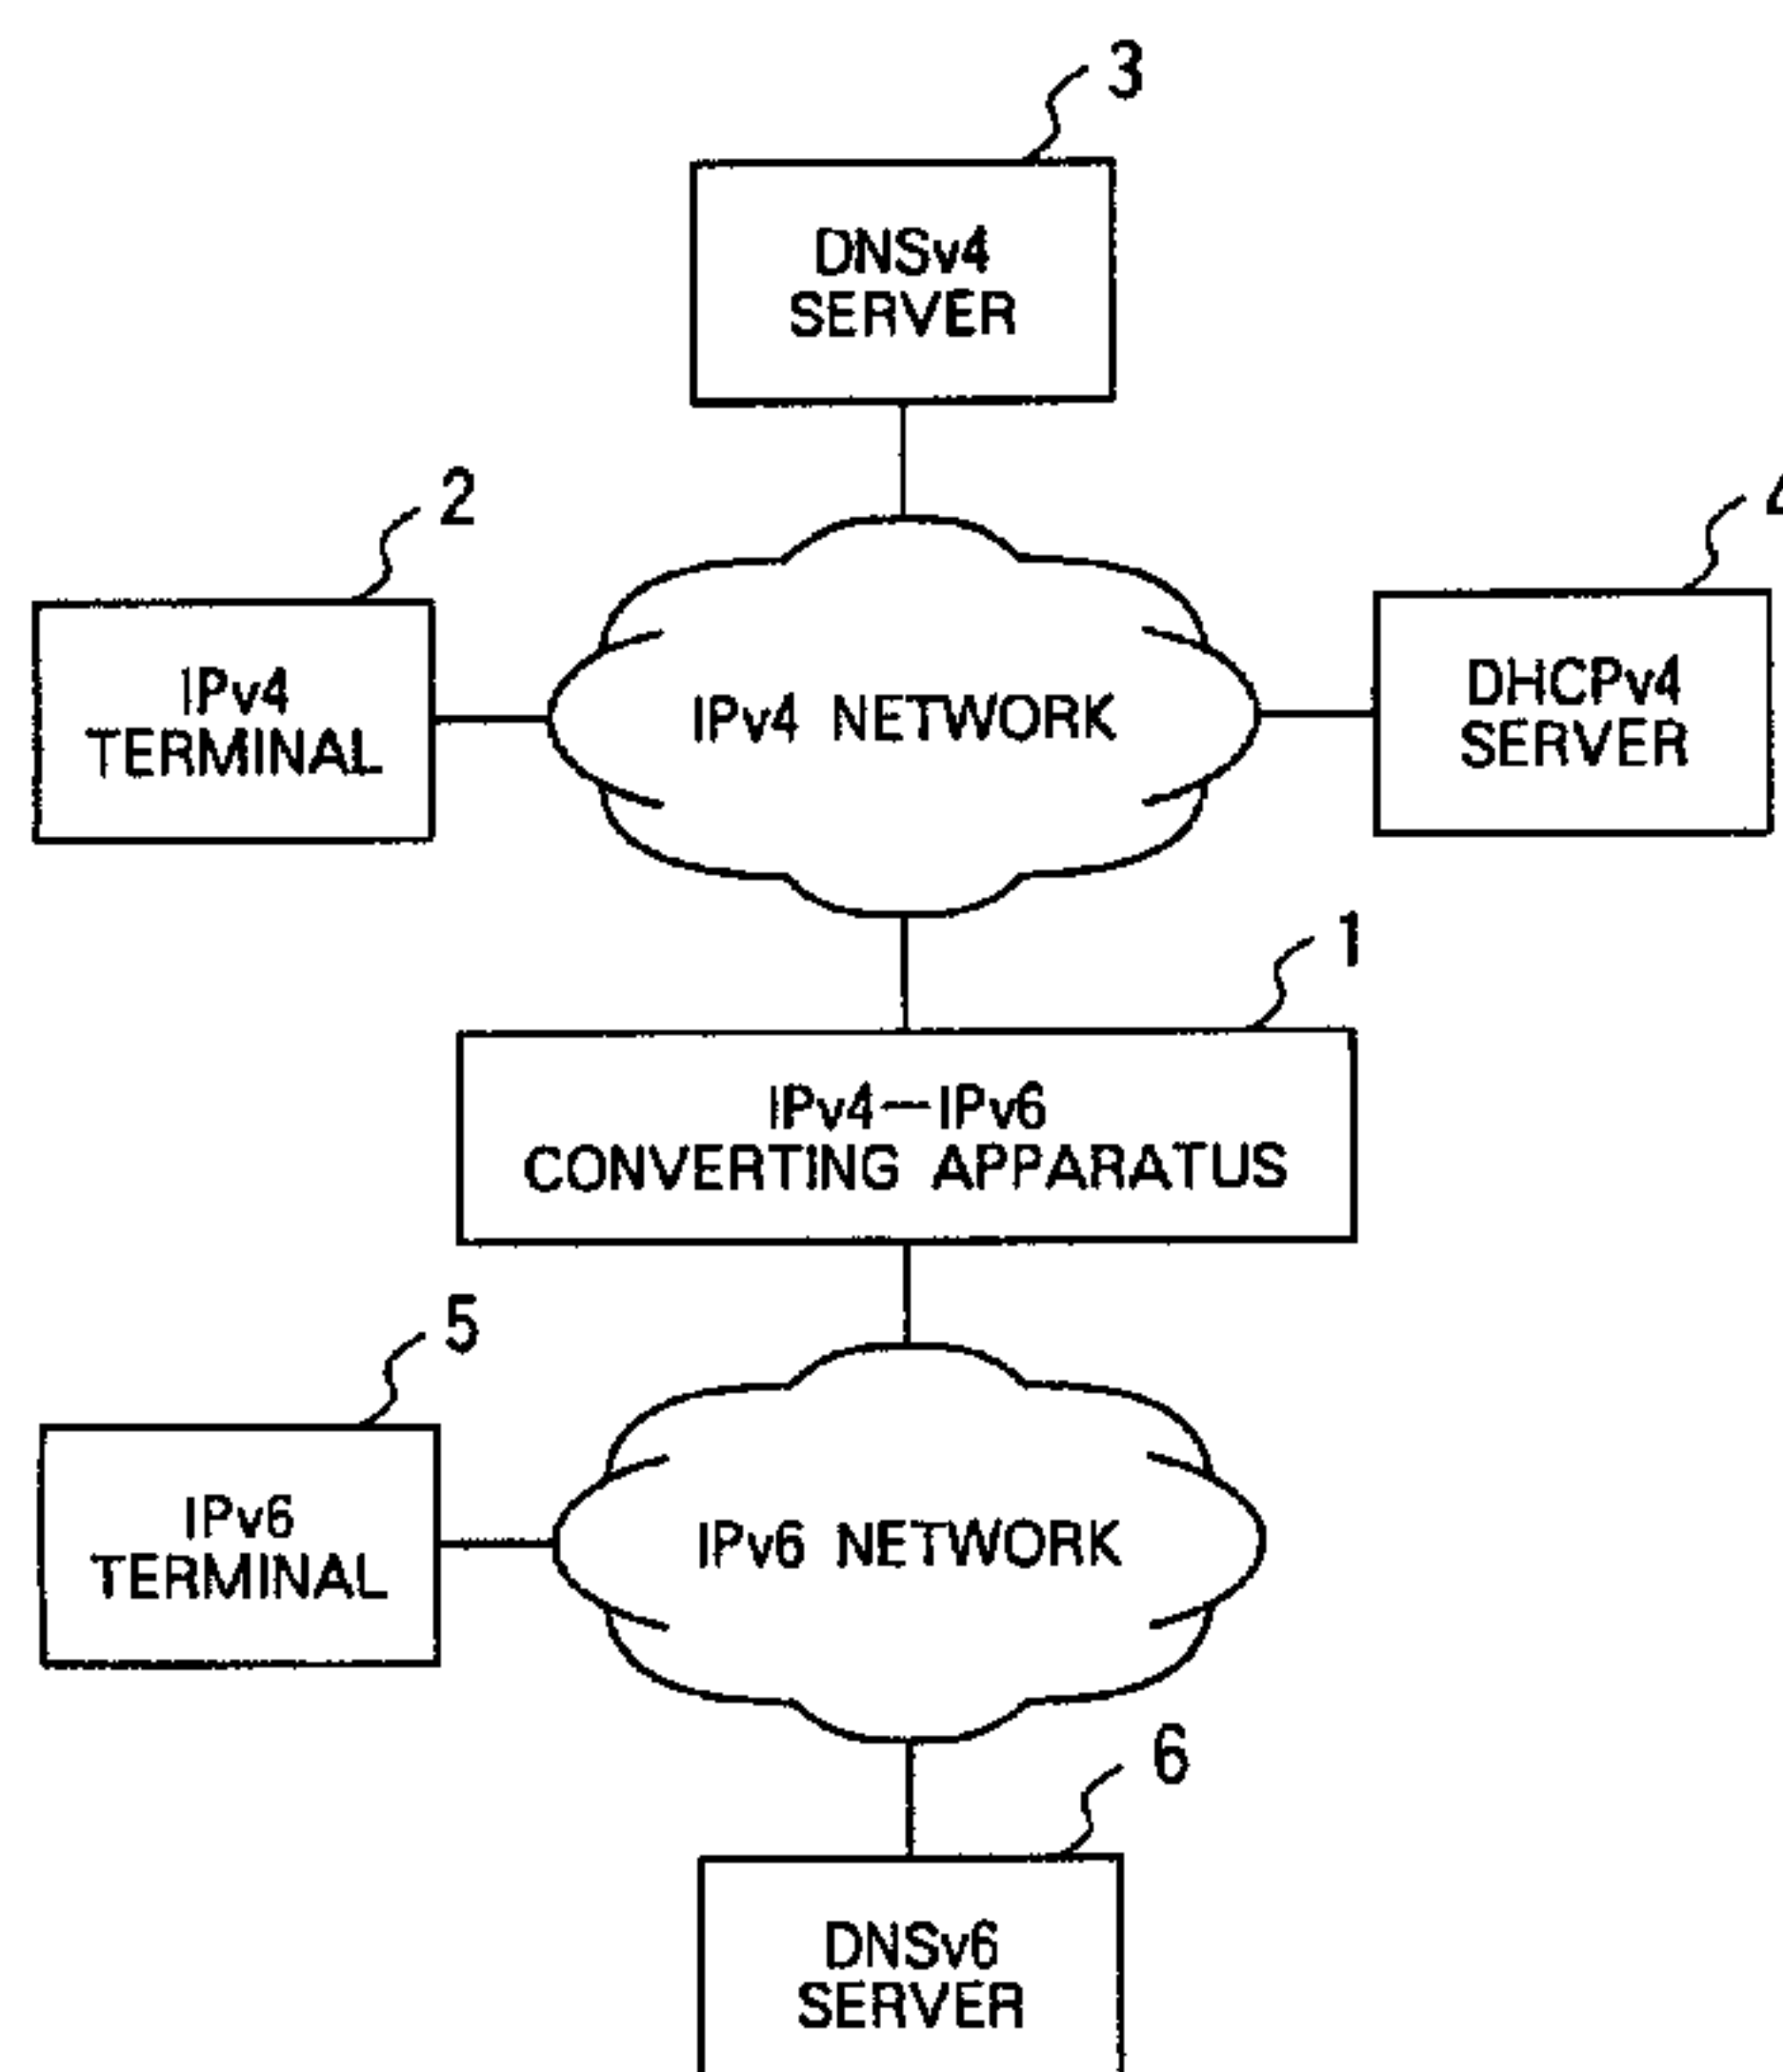 3
DNSv4
SERVER
2
4
IPv4
TERMINAL
IPv4 NETWORK
DHCPv4
SERVER
1
IPv4—IPv6
CONVERTING APPARATUS
5
IPv6
TERMINAL
IPv6 NETWORK
6
DNSv6
SERVER